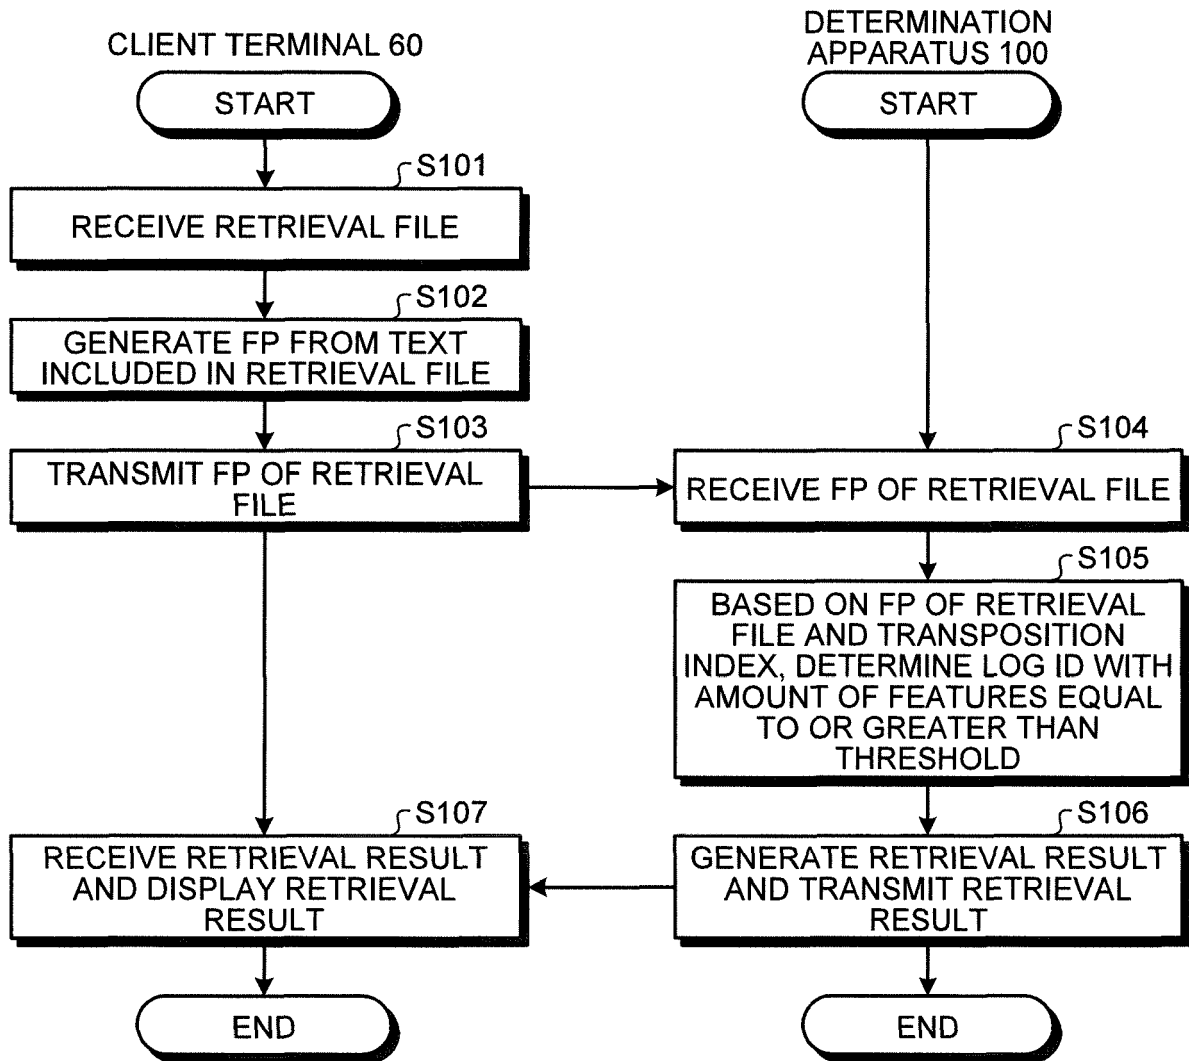 CLIENT TERMINAL 60
START
S101
RECEIVE RETRIEVAL FILE
S102
GENERATE FP FROM TEXT
INCLUDED IN RETRIEVAL FILE
S103
TRANSMIT FP OF RETRIEVAL
FILE
DETERMINATION
APPARATUS 100
START
S104
RECEIVE FP OF RETRIEVAL FILE
S105
BASED ON FP OF RETRIEVAL
FILE AND TRANSPOSITION
INDEX, DETERMINE LOG ID WITH
AMOUNT OF FEATURES EQUAL
TO OR GREATER THAN
THRESHOLD
S106
GENERATE RETRIEVAL RESULT
AND TRANSMIT RETRIEVAL
RESULT
END
S107
RECEIVE RETRIEVAL RESULT
AND DISPLAY RETRIEVAL
RESULT
END